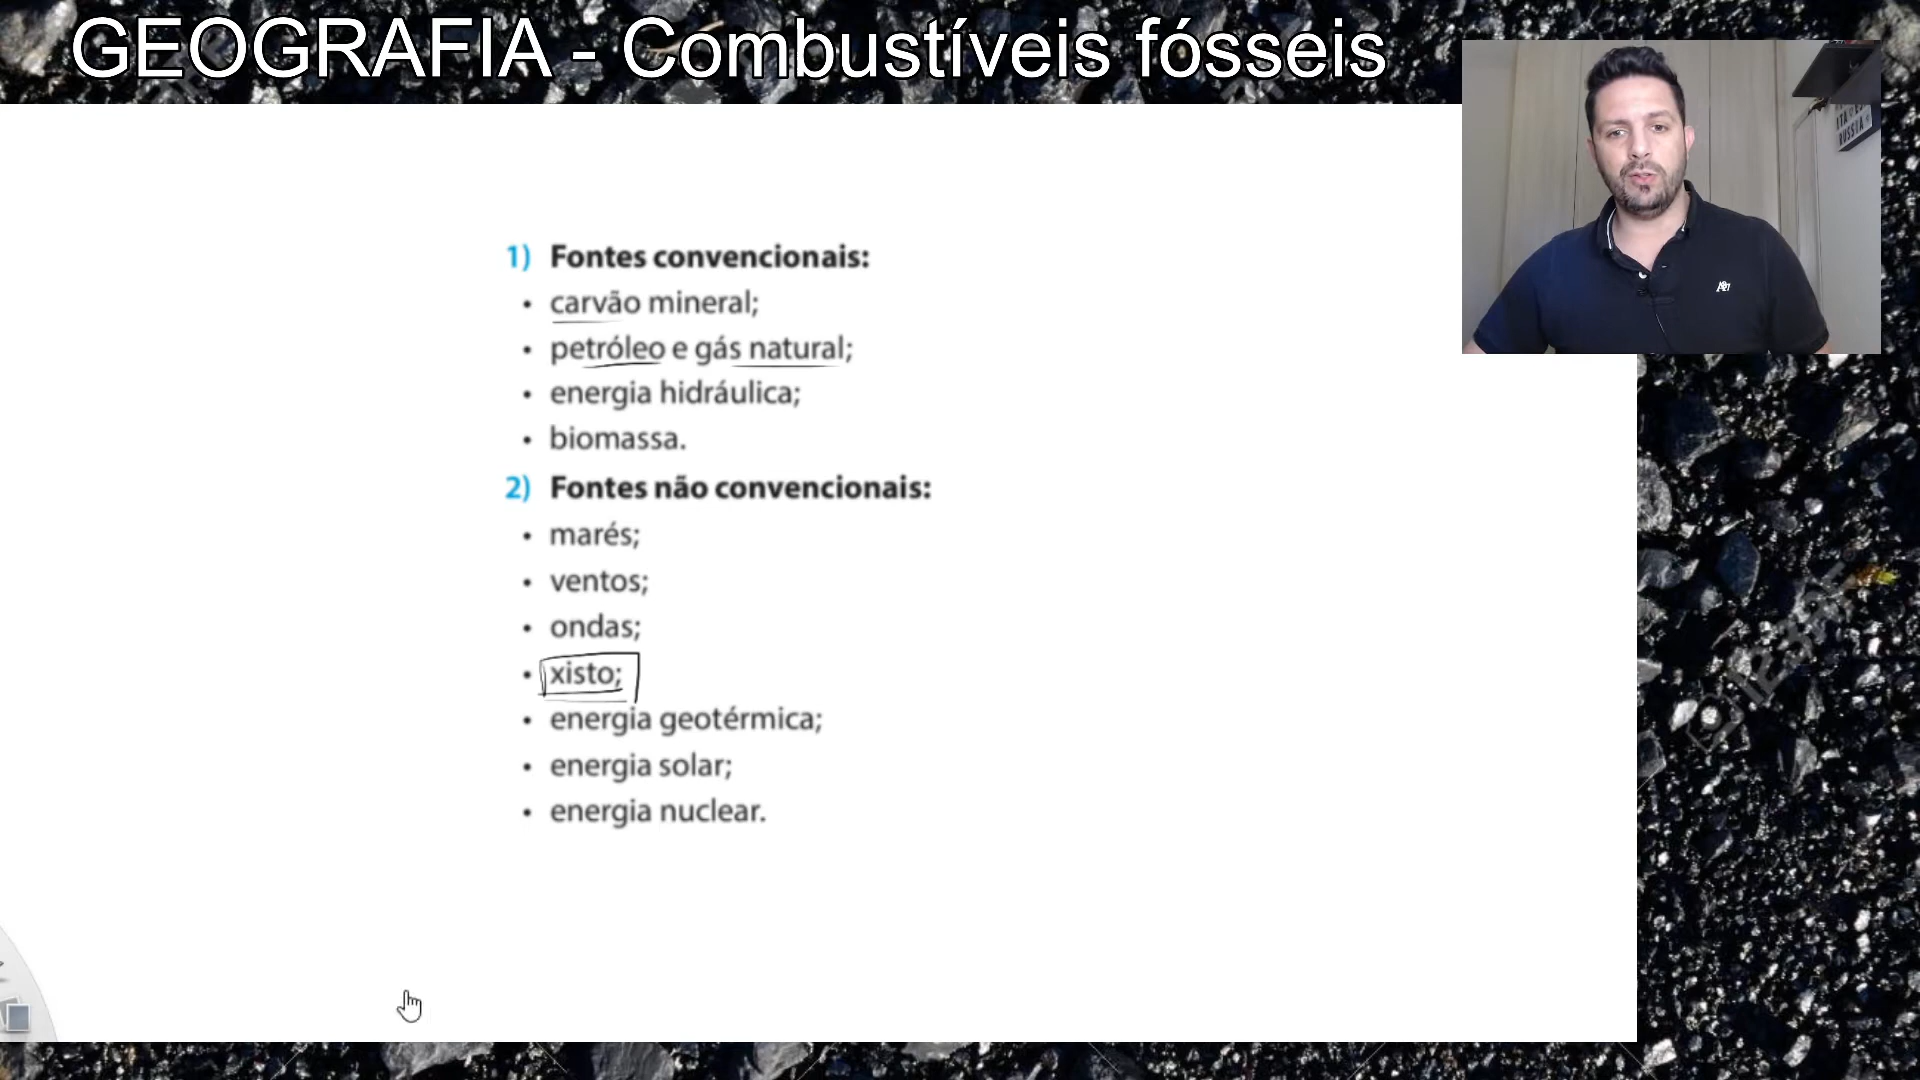 GEOGRAFIA - Combustíveis fósseis
1) Fontes convencionais:
• carvão mineral;
• petróleo e gás natural;
• energia hidráulica;
• biomassa.
2) Fontes não convencionais:
• marés;
• ventos;
• ondas;
• xisto;
• energia geotérmica;
• energia solar;
• energia nuclear.